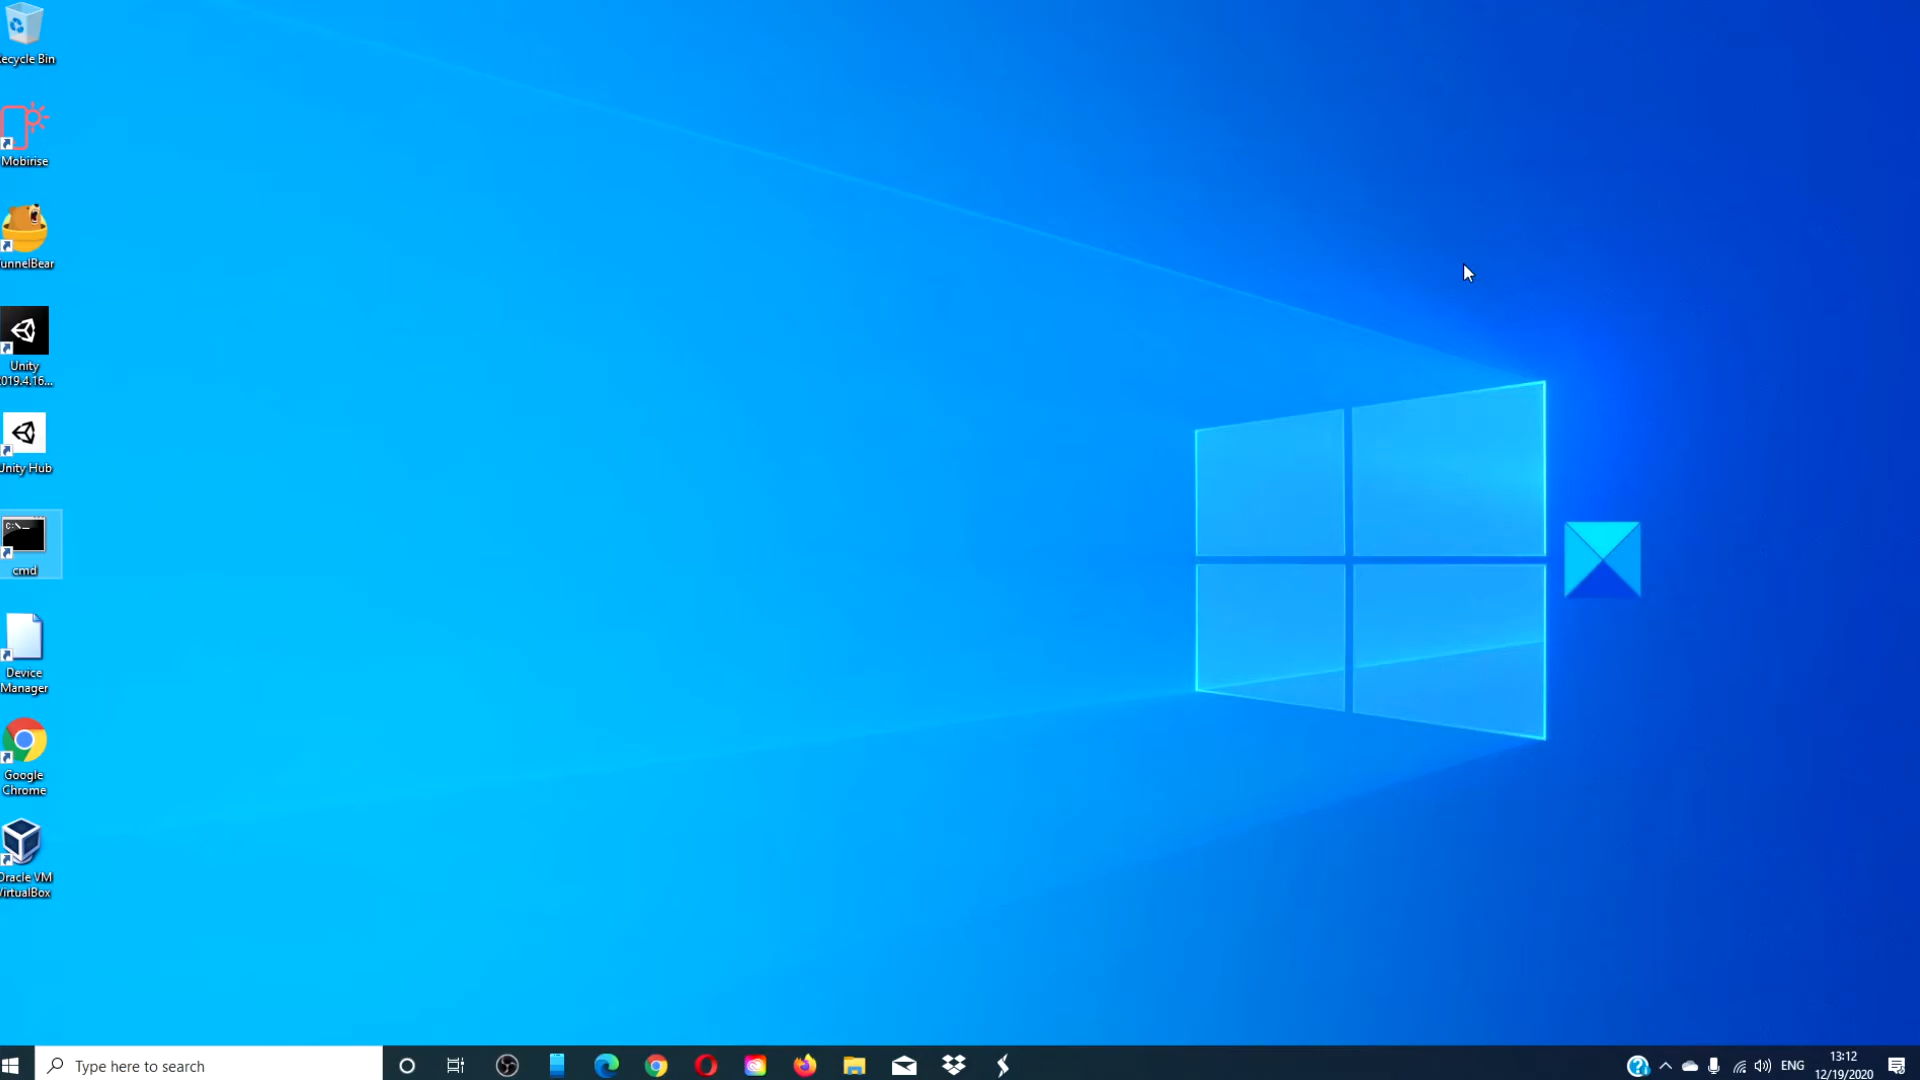 ecycle Bin
Mobirise
unnelBear
Unity
019.4.16...
C:\._
Unity Hub
cmd
Device
Manager
Google
Chrome
Oracle VM
VirtualBox
Type here to search
ENG
13:12
12/19/2020